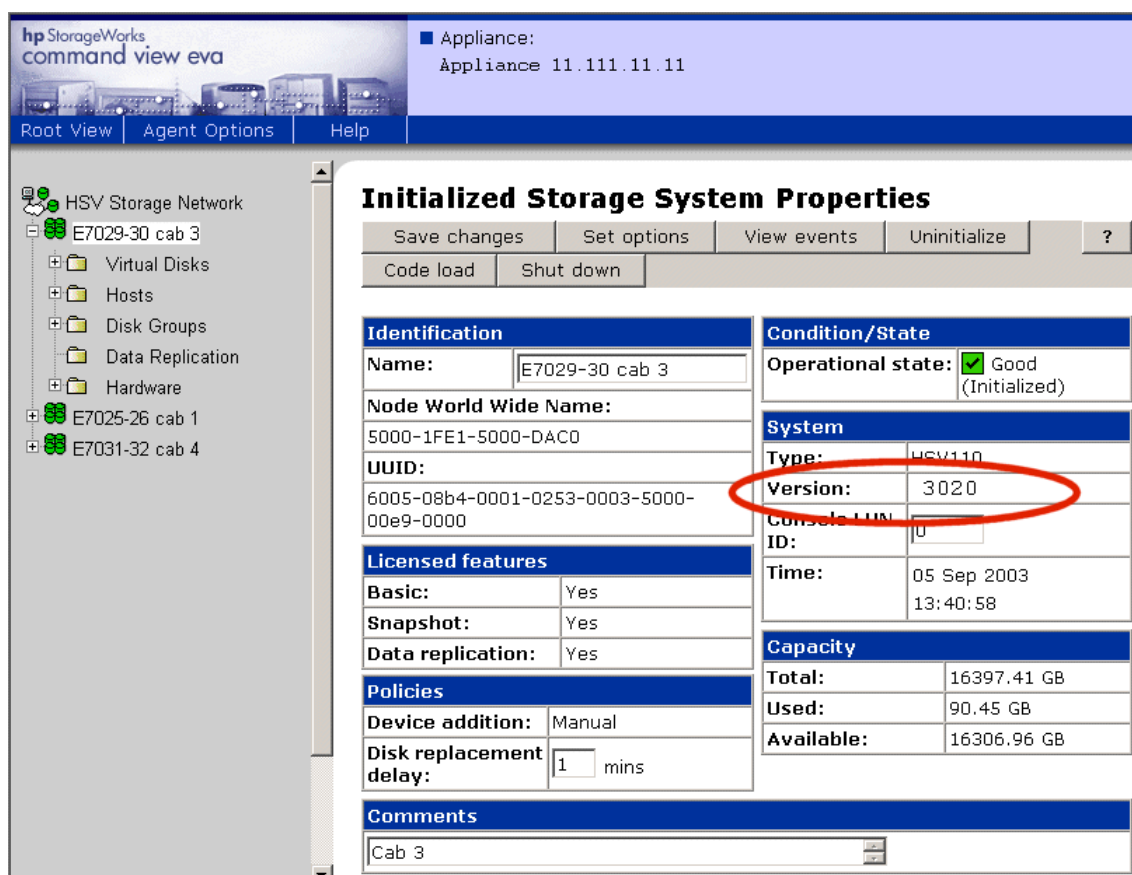 hp StorageWorks
command view eva
Appliance:
Appliance 11.111.11.11
Root View Agent Options Help
HSV Storage Network
E7029-30 cab 3
Virtual Disks
Hosts
Disk Groups
Data Replication
Hardware
E7025-26 cab 1
E7031-32 cab 4
Initialized Storage System Properties
Save changes Set options View events Uninitialize ?
Code load Shut down
Identification
Name: E7029-30 cab 3
Node World Wide Name:
5000-1FE1-5000-DAC0
UUID:
6005-08b4-0001-0253-0003-5000-
00e9-0000
Licensed features
Basic: Yes
Snapshot: Yes
Data replication: Yes
Policies
Device addition: Manual
Disk replacement
delay: 1 mins
Condition/State
Operational state: Good
(Initialized)
System
Type: HSV110
Version: 3020
Console LUN
ID: 0
Time: 05 Sep 2003
13:40:58
Capacity
Total: 16397.41 GB
Used: 90.45 GB
Available: 16306.96 GB
Comments
Cab 3